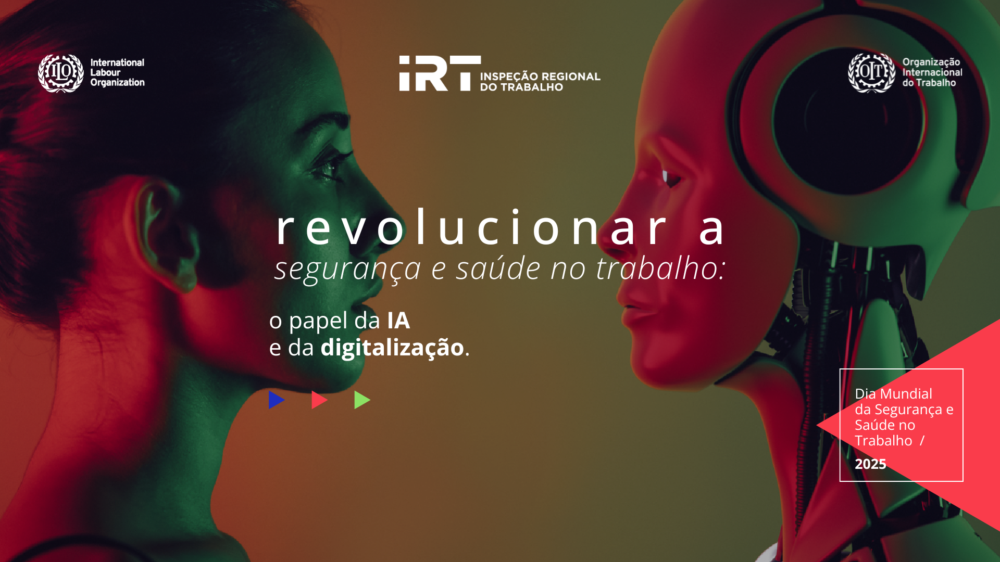 International
Labour
Organization
ILO
iRT
INSPEÇÃO REGIONAL
DO TRABALHO
OIT
Organização
Internacional
do Trabalho
revolucionar a
segurança e saúde no trabalho:
o papel da IA
e da digitalização.
Dia Mundial
da Segurança e
Saúde no
Trabalho /
2025